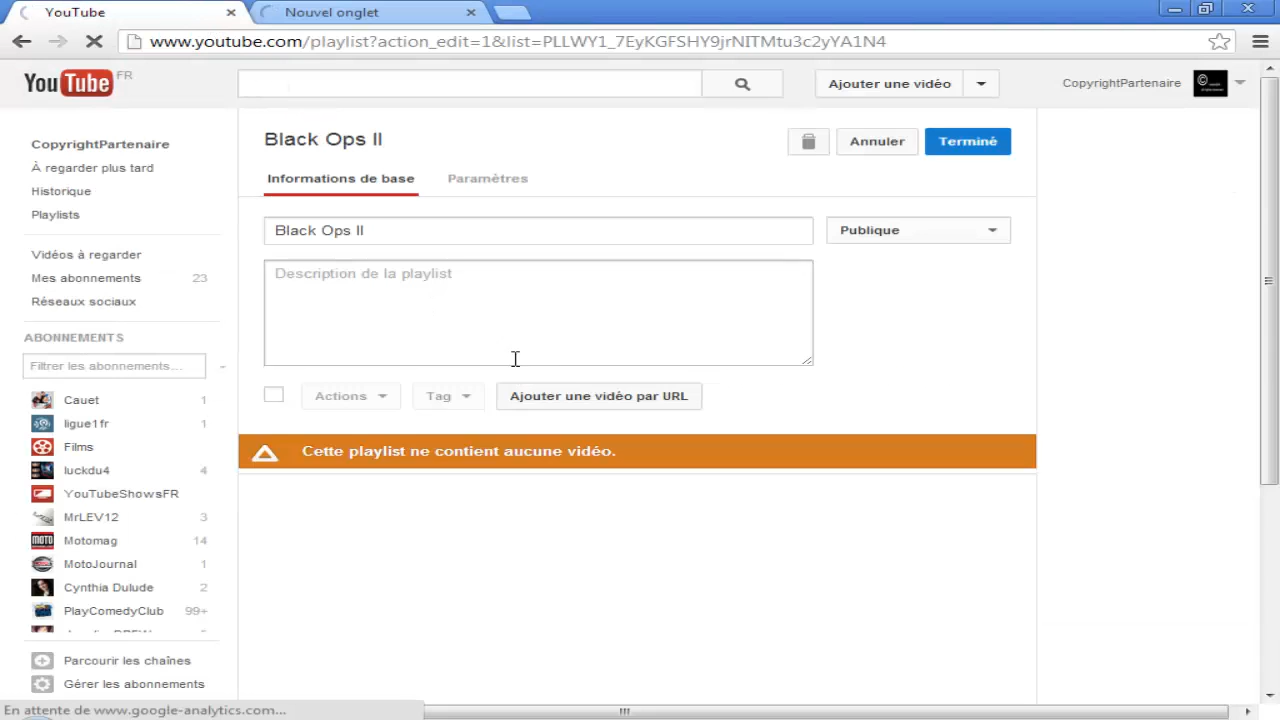 YouTube
Nouvel onglet
www.youtube.com/playlist?action_edit=1&list=PLLWY1_7EyKGFSHY9jrNITMtu3c2yYA1N4
YouTube FR
Ajouter une vidéo
CopyrightPartenaire
CopyrightPartenaire
À regarder plus tard
Historique
Playlists
Vidéos à regarder
Mes abonnements 23
Réseaux sociaux
ABONNEMENTS
Filtrer les abonnements...
Cauet 1
ligue1fr 1
Films
luckdu4 4
YouTubeShowsFR
MrLEV12 3
Motomag 14
MotoJournal 1
Cynthia Dulude 2
PlayComedyClub 99+
Parcourir les chaînes
Gérer les abonnements
Black Ops II
Annuler
Terminé
Informations de base
Paramètres
Black Ops II
Publique
Description de la playlist
Actions
Tag
Ajouter une vidéo par URL
Cette playlist ne contient aucune vidéo.
En attente de www.google-analytics.com...